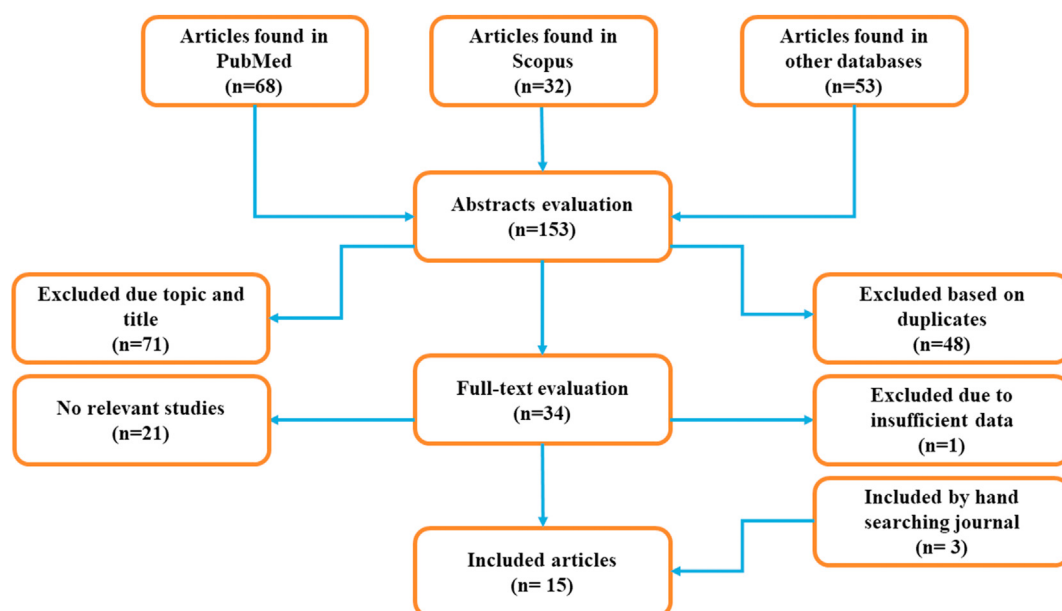 Articles found in
PubMed
(n=68)
Articles found in
Scopus
(n=32)
Articles found in
other databases
(n=53)
Abstracts evaluation
(n=153)
Excluded due topic and
title
(n=71)
Excluded based on
duplicates
(n=48)
Full-text evaluation
(n=34)
No relevant studies
(n=21)
Excluded due to
insufficient data
(n=1)
Included by hand
searching journal
(n= 3)
Included articles
(n= 15)